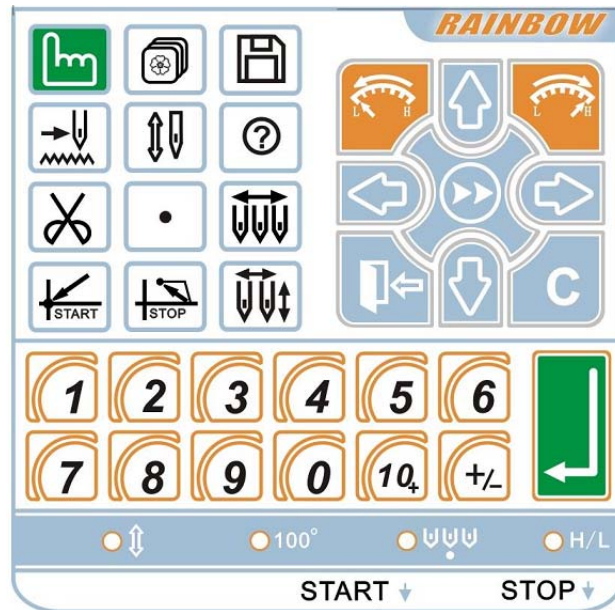 RAINBOW
L H
L H
?
START
STOP
C
1 2 3 4 5 6
7 8 9 0 10+ +/-
100° H/L
START STOP